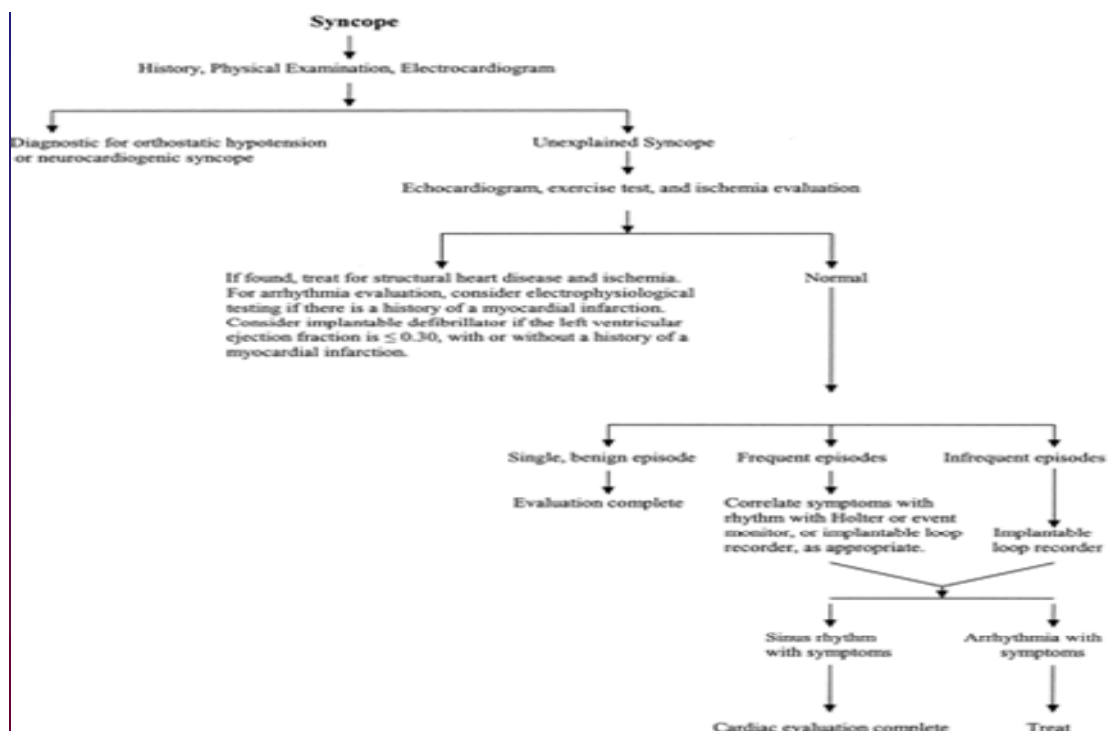 Syncope
History, Physical Examination, Electrocardiogram
Diagnostic for orthostatic hypotension
or neurocardiogenic syncope
Unexplained Syncope
Echocardiogram, exercise test, and ischemia evaluation
If found, treat for structural heart disease and ischemia.
For arrhythmia evaluation, consider electrophysiological
testing if there is a history of a myocardial infarction.
Consider implantable defibrillator if the left ventricular
ejection fraction is ≤ 0.30, with or without a history of a
myocardial infarction.
Normal
Single, benign episode
Frequent episodes
Infrequent episodes
Evaluation complete
Correlate symptoms with
rhythm with Holter or event
monitor, or implantable loop
recorder, as appropriate.
Implantable
loop recorder
Sinus rhythm
with symptoms
Arrhythmia with
symptoms
Cardiac evaluation complete
Treat